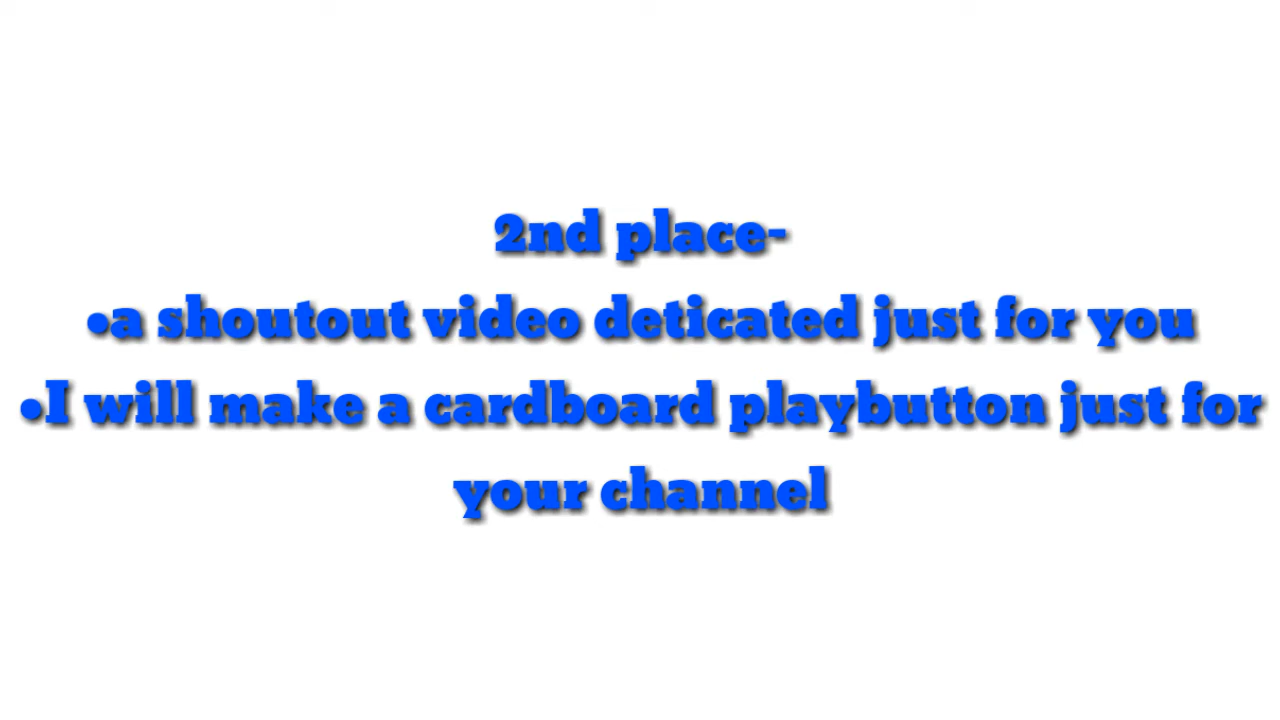 2nd place-
•a shoutout video deticated just for you
•I will make a cardboard playbutton just for
your channel